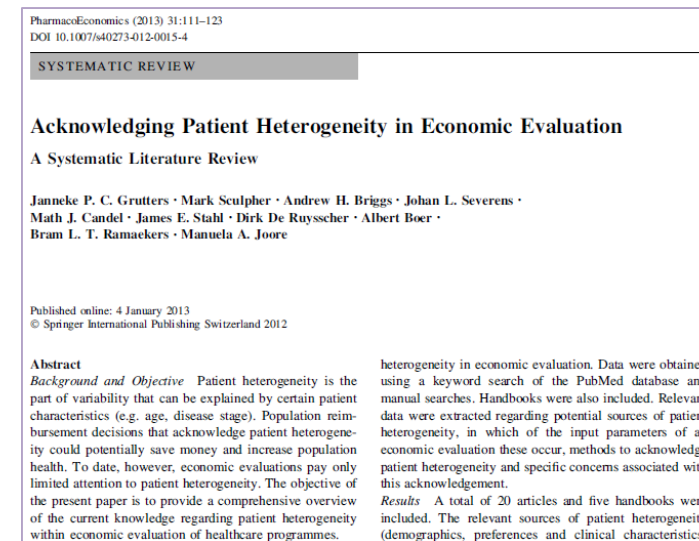 PharmacoEconomics (2013) 31:111–123
DOI 10.1007/s40273-012-0015-4
SYSTEMATIC REVIEW
Acknowledging Patient Heterogeneity in Economic Evaluation
A Systematic Literature Review
Janneke P. C. Grutters · Mark Sculpher · Andrew H. Briggs · Johan L. Severens ·
Math J. Candel · James E. Stahl · Dirk De Ruysscher · Albert Boer ·
Bram L. T. Ramaekers · Manuela A. Joore
Published online: 4 January 2013
© Springer International Publishing Switzerland 2012
Abstract
Background and Objective Patient heterogeneity is the
part of variability that can be explained by certain patient
characteristics (e.g. age, disease stage). Population reim-
bursement decisions that acknowledge patient heterogene-
ity could potentially save money and increase population
health. To date, however, economic evaluations pay only
limited attention to patient heterogeneity. The objective of
the present paper is to provide a comprehensive overview
of the current knowledge regarding patient heterogeneity
within economic evaluation of healthcare programmes.
heterogeneity in economic evaluation. Data were obtaine
using a keyword search of the PubMed database an
manual searches. Handbooks were also included. Relevan
data were extracted regarding potential sources of patien
heterogeneity, in which of the input parameters of a
economic evaluation these occur, methods to acknowledg
patient heterogeneity and specific concerns associated wit
this acknowledgement.
Results A total of 20 articles and five handbooks wer
included. The relevant sources of patient heterogeneit
(demographics, preferences and clinical characteristic